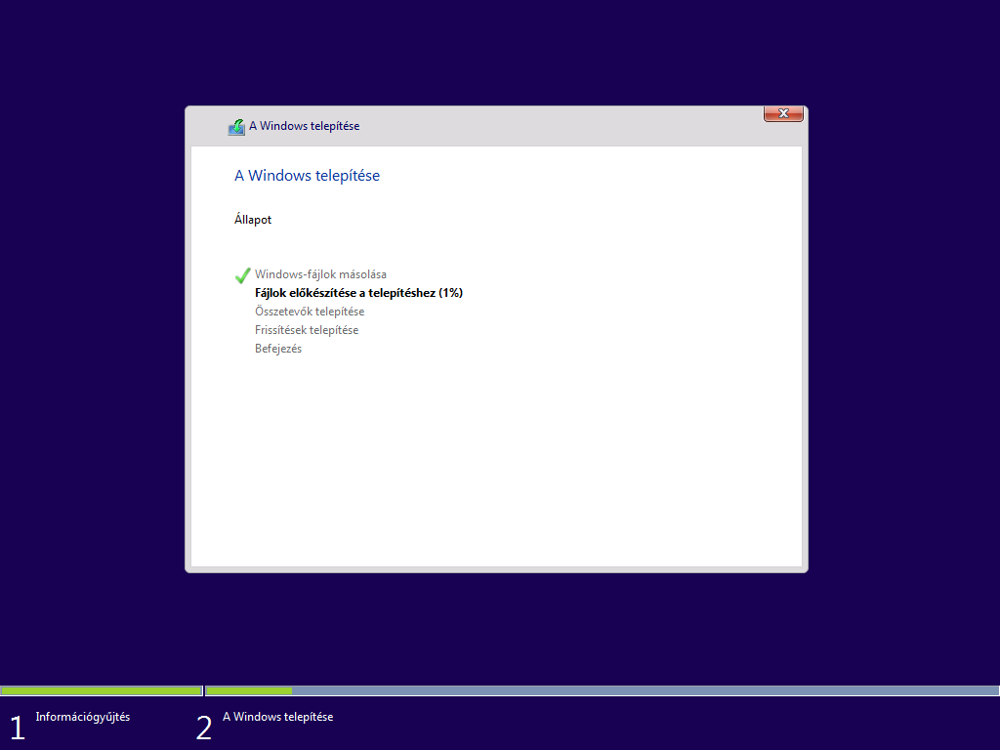 A Windows telepítése
A Windows telepítése
Állapot
Windows-fájlok másolása
Fájlok előkészítése a telepítéshez (1%)
Összetevők telepítése
Frissítések telepítése
Befejezés
1 Információgyűjtés
2 A Windows telepítése